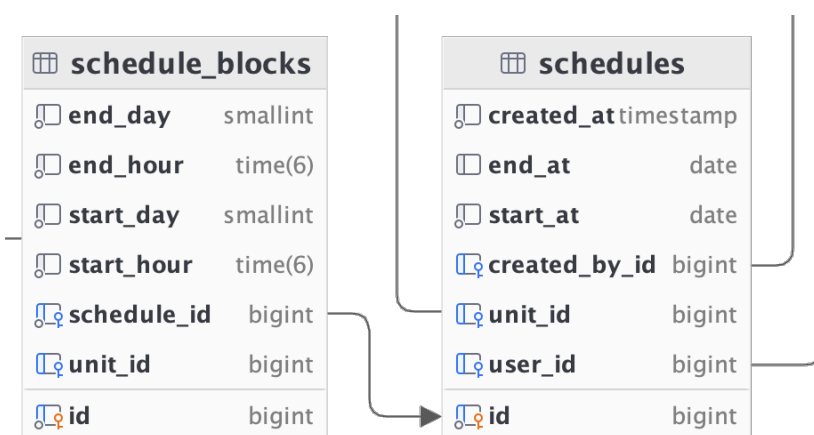 schedule_blocks
end_day smallint
end_hour time(6)
start_day smallint
start_hour time(6)
schedule_id bigint
unit_id bigint
id bigint
schedules
created_at timestamp
end_at date
start_at date
created_by_id bigint
unit_id bigint
user_id bigint
id bigint